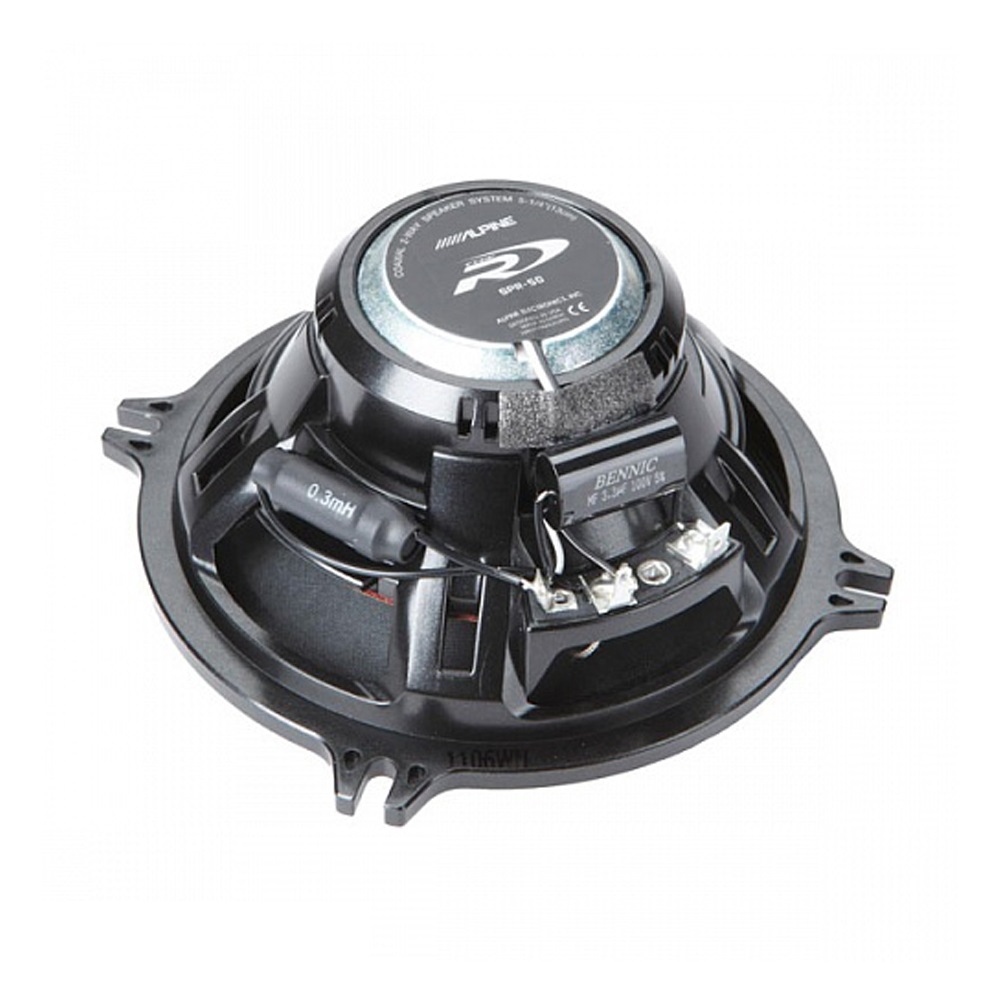 COAXIAL 2-WAY SPEAKER SYSTEM 5-1/4"(13cm)
ALPINE
TYPE R
SPR-50
ALPINE ELECTRONICS, INC.
CE
BENNIC
MF 3.3µF 100V 5%
0.3mH
1106WH